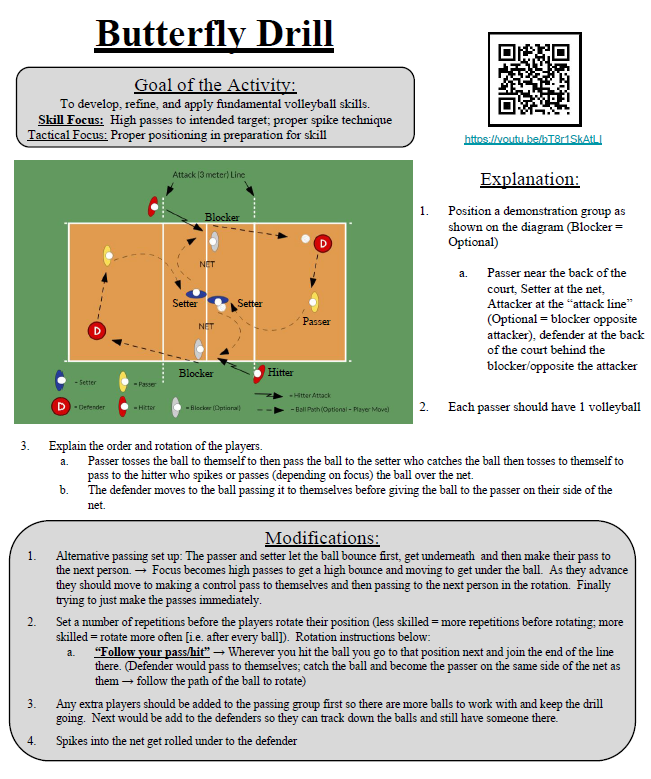 Butterfly Drill
Goal of the Activity:
To develop, refine, and apply fundamental volleyball skills.
Skill Focus: High passes to intended target; proper spike technique
Tactical Focus: Proper positioning in preparation for skill
https://youtu.be/bT8r1SkAtLI
Attack (3 meter) Line
Blocker
D
NET
Setter
Setter
Passer
NET
D
Blocker
Hitter
- Setter
- Passer
- Hitter Attack
D - Defender
- Hitter
- Blocker (Optional)
- Ball Path (Optional - Player Move)
Explanation:
1. Position a demonstration group as
shown on the diagram (Blocker =
Optional)
a. Passer near the back of the
court, Setter at the net,
Attacker at the “attack line”
(Optional = blocker opposite
attacker), defender at the back
of the court behind the
blocker/opposite the attacker
2. Each passer should have 1 volleyball
3. Explain the order and rotation of the players.
a. Passer tosses the ball to themself to then pass the ball to the setter who catches the ball then tosses to themself to
pass to the hitter who spikes or passes (depending on focus) the ball over the net.
b. The defender moves to the ball passing it to themselves before giving the ball to the passer on their side of the
net.
Modifications:
1. Alternative passing set up: The passer and setter let the ball bounce first, get underneath and then make their pass to
the next person. → Focus becomes high passes to get a high bounce and moving to get under the ball. As they advance
they should move to making a control pass to themselves and then passing to the next person in the rotation. Finally
trying to just make the passes immediately.
2. Set a number of repetitions before the players rotate their position (less skilled = more repetitions before rotating; more
skilled = rotate more often [i.e. after every ball]). Rotation instructions below:
a. “Follow your pass/hit” → Wherever you hit the ball you go to that position next and join the end of the line
there. (Defender would pass to themselves; catch the ball and become the passer on the same side of the net as
them → follow the path of the ball to rotate)
3. Any extra players should be added to the passing group first so there are more balls to work with and keep the drill
going. Next would be add to the defenders so they can track down the balls and still have someone there.
4. Spikes into the net get rolled under to the defender